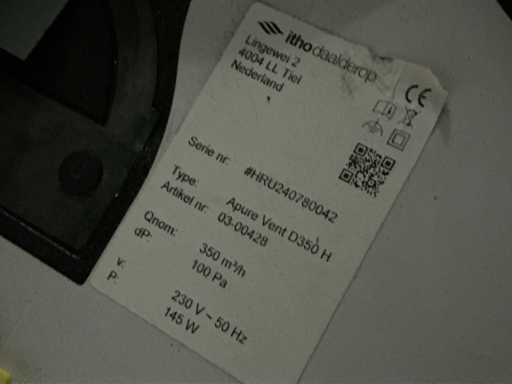 ithodaalderop
Lingewei 2
4004 LL Tiel
Nederland
CE
Serie nr: #HRU240780042
Type: Apure Vent D350 H
Artikel nr: 03-00428
Qnom: 350 m³/h
dP: 100 Pa
v: 230 V ~ 50 Hz
P: 145 W